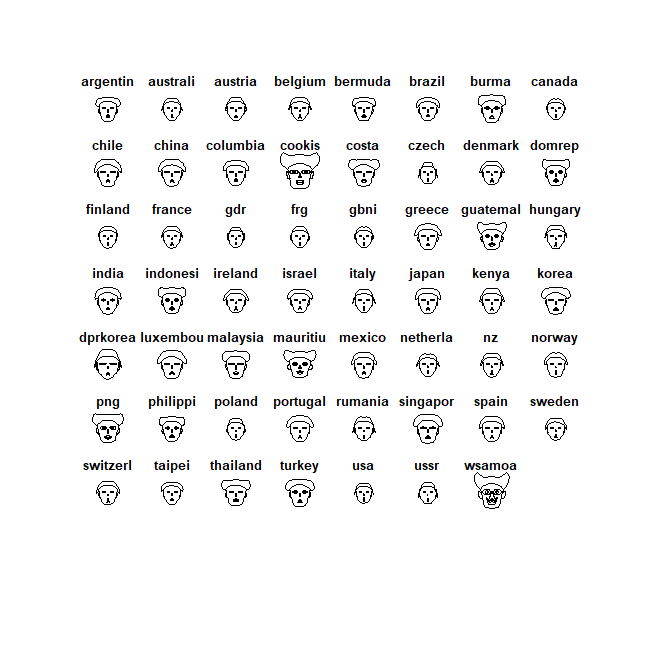 argentin australi austria belgium bermuda brazil burma canada
chile china columbia cookis costa czech denmark domrep
finland france gdr frg gbni greece guatemal hungary
india indonesi ireland israel italy japan kenya korea
dprkorea luxembou malaysia mauritiu mexico netherla nz norway
png philippi poland portugal rumania singapor spain sweden
switzerl taipei thailand turkey usa ussr wsamoa